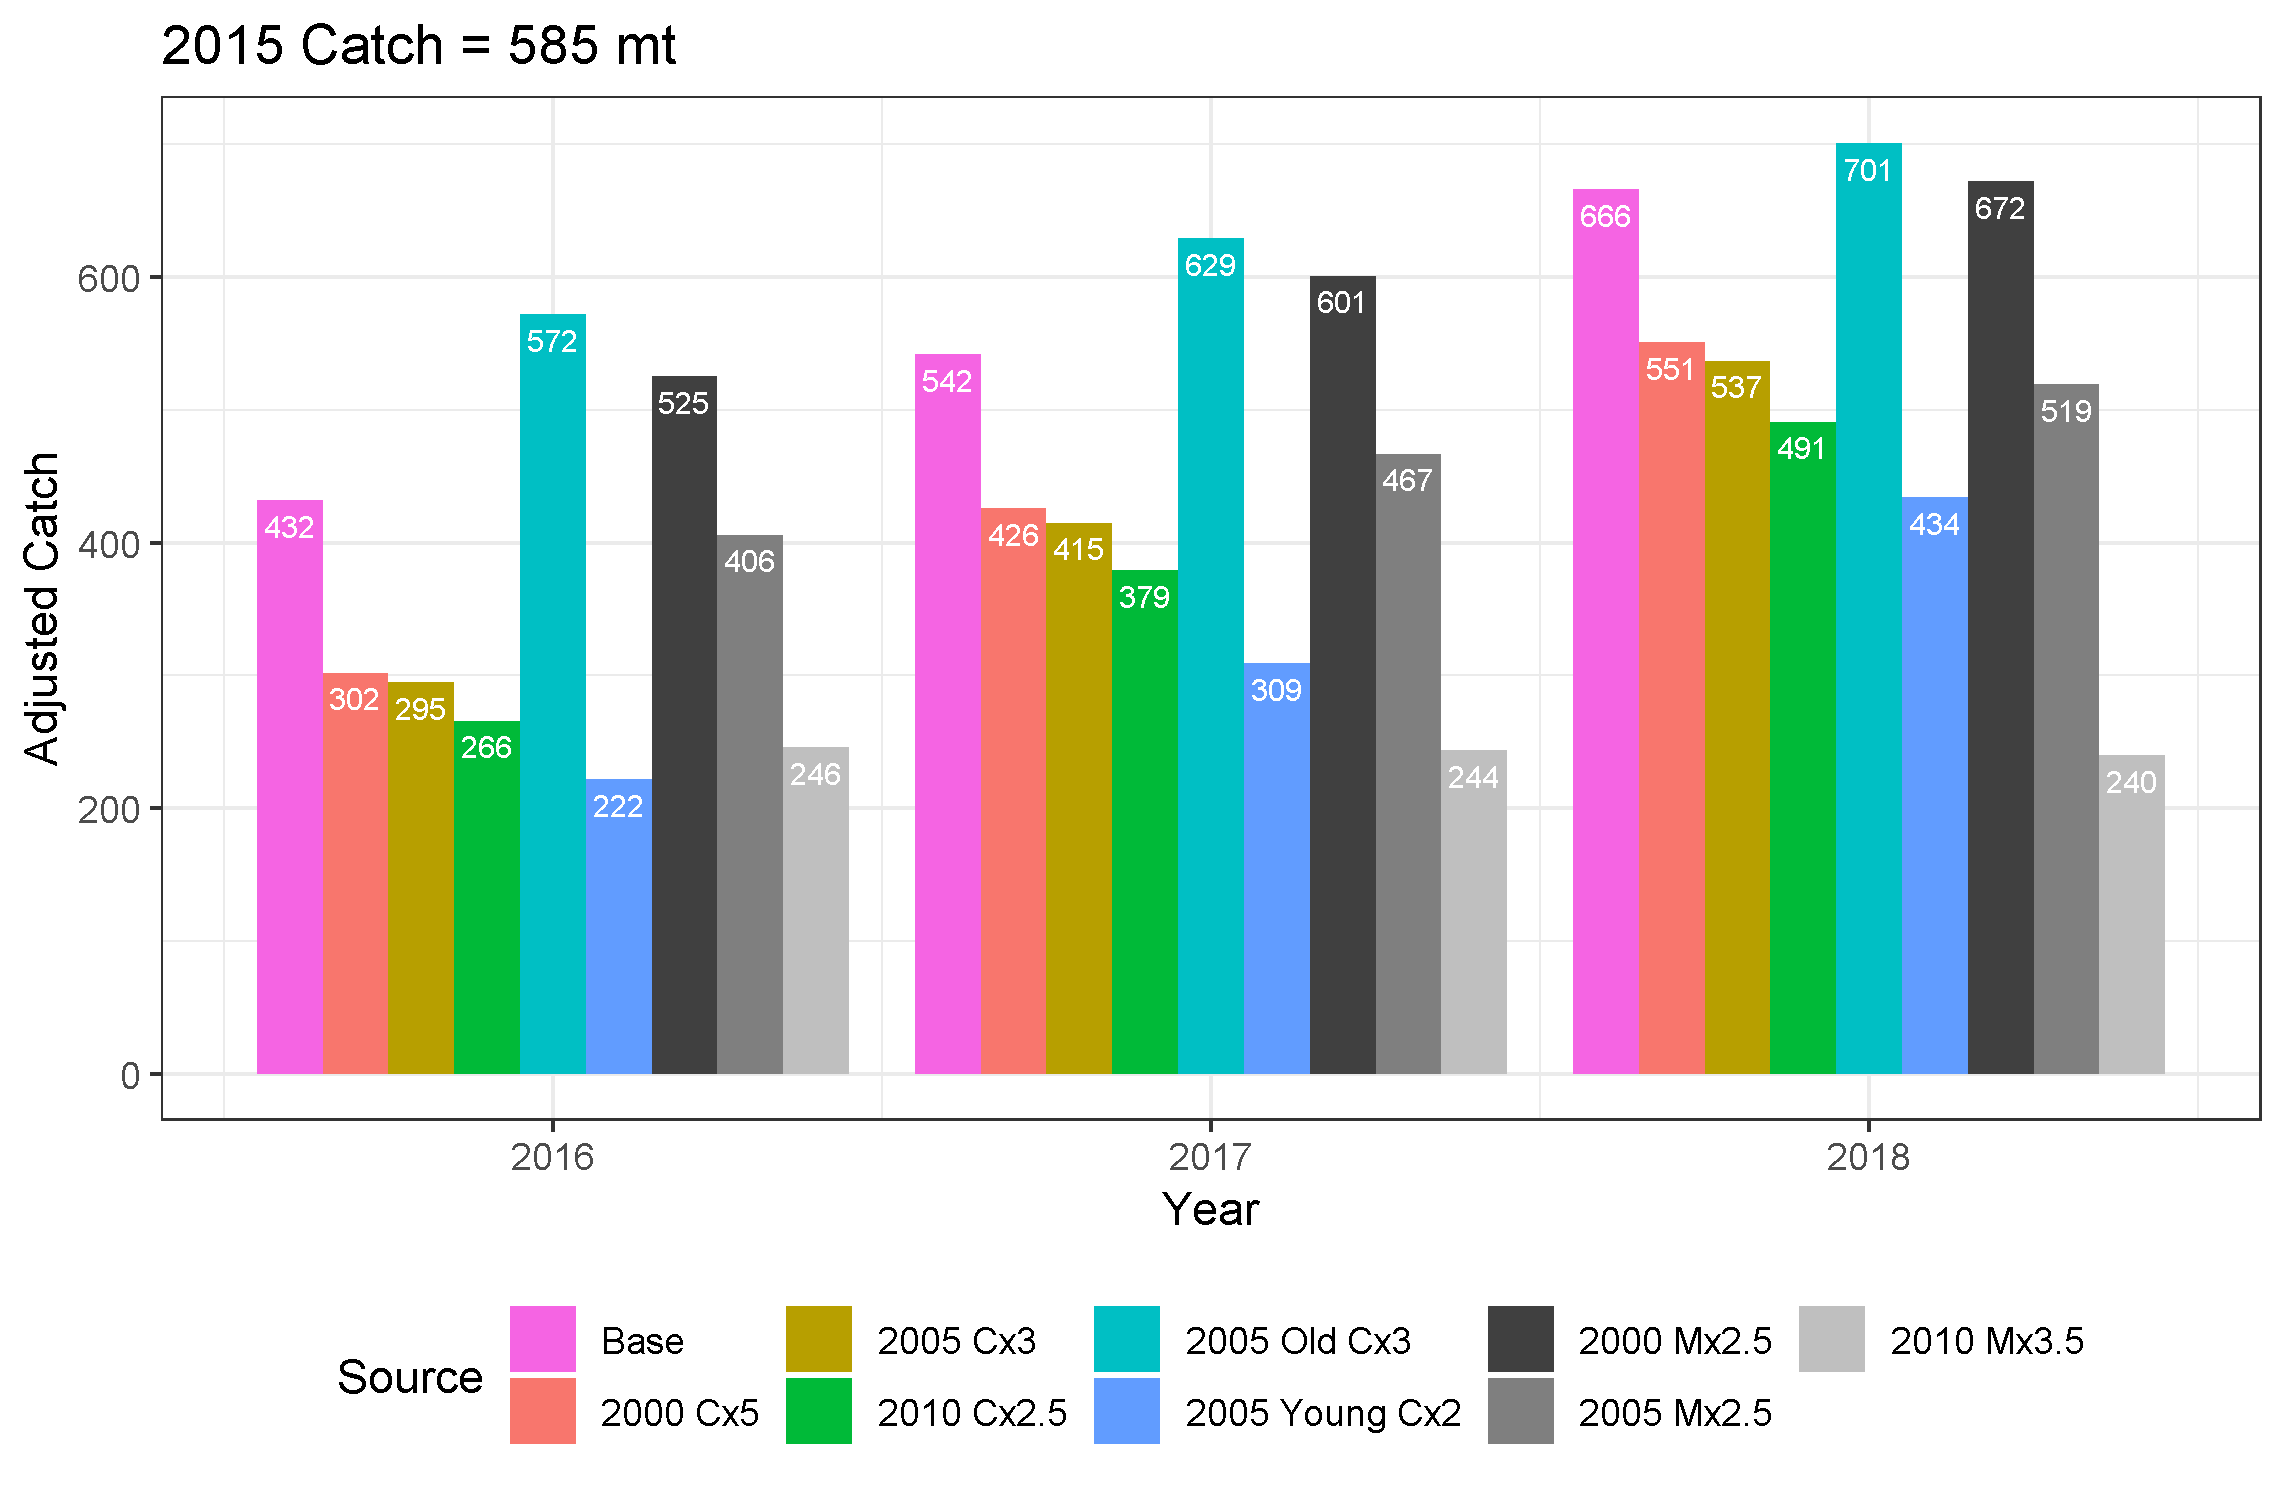 2015 Catch = 585 mt
Adjusted Catch
600
400
200
0
432
302
295
266
572
222
525
406
246
542
426
415
379
629
309
601
467
244
666
551
537
491
701
434
672
519
240
2016
2017
2018
Year
Source
Base
2000 Cx5
2005 Cx3
2010 Cx2.5
2005 Old Cx3
2005 Young Cx2
2000 Mx2.5
2005 Mx2.5
2010 Mx3.5